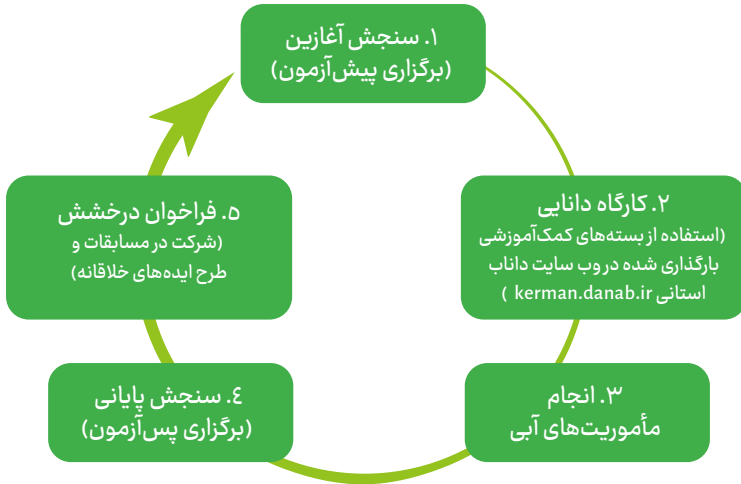 ۱. سنجش آغازین
(برگزاری پیش‌آزمون)
۲. کارگاه دانایی
(استفاده از بسته‌های کمک‌آموزشی
بارگذاری شده در وب سایت داناب
استانی kerman.danab.ir )
۳. انجام
مأموریت‌های آبی
٤. سنجش پایانی
(برگزاری پس‌آزمون)
٥. فراخوان درخشش
(شرکت در مسابقات و
طرح ایده‌های خلاقانه)